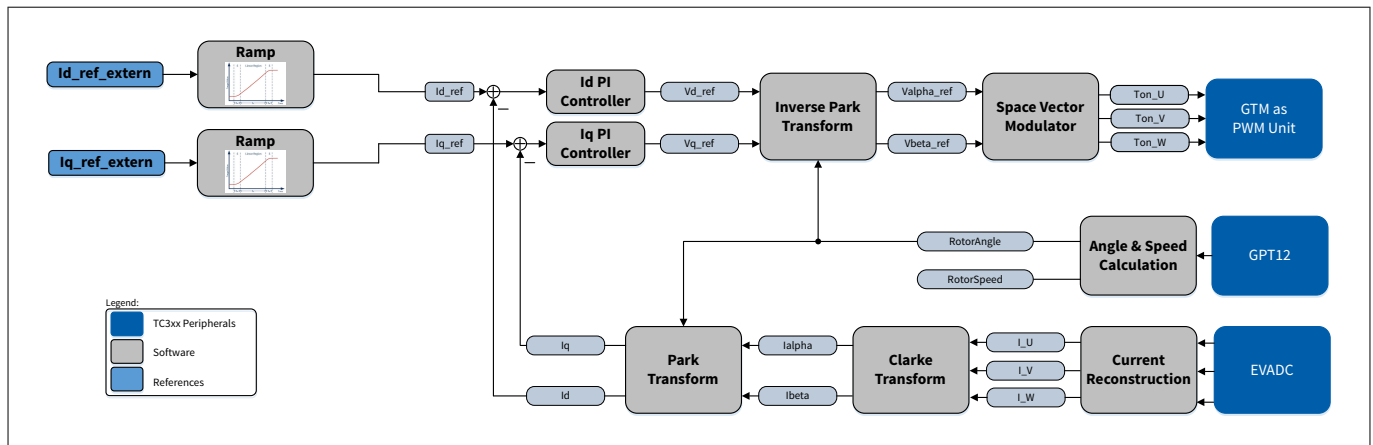 Ramp
Id_ref_extern
Id_ref
Id PI
Controller
Vd_ref
Inverse Park
Transform
Valpha_ref
Space Vector
Modulator
Ton_U
Ton_V
Ton_W
GTM as
PWM Unit
Ramp
Iq_ref_extern
Iq_ref
Iq PI
Controller
Vq_ref
Vbeta_ref
RotorAngle
RotorSpeed
Angle & Speed
Calculation
GPT12
Legend:
TC3xx Peripherals
Software
References
Iq
Id
Park
Transform
Ialpha
Ibeta
Clarke
Transform
I_U
I_V
I_W
Current
Reconstruction
EVADC